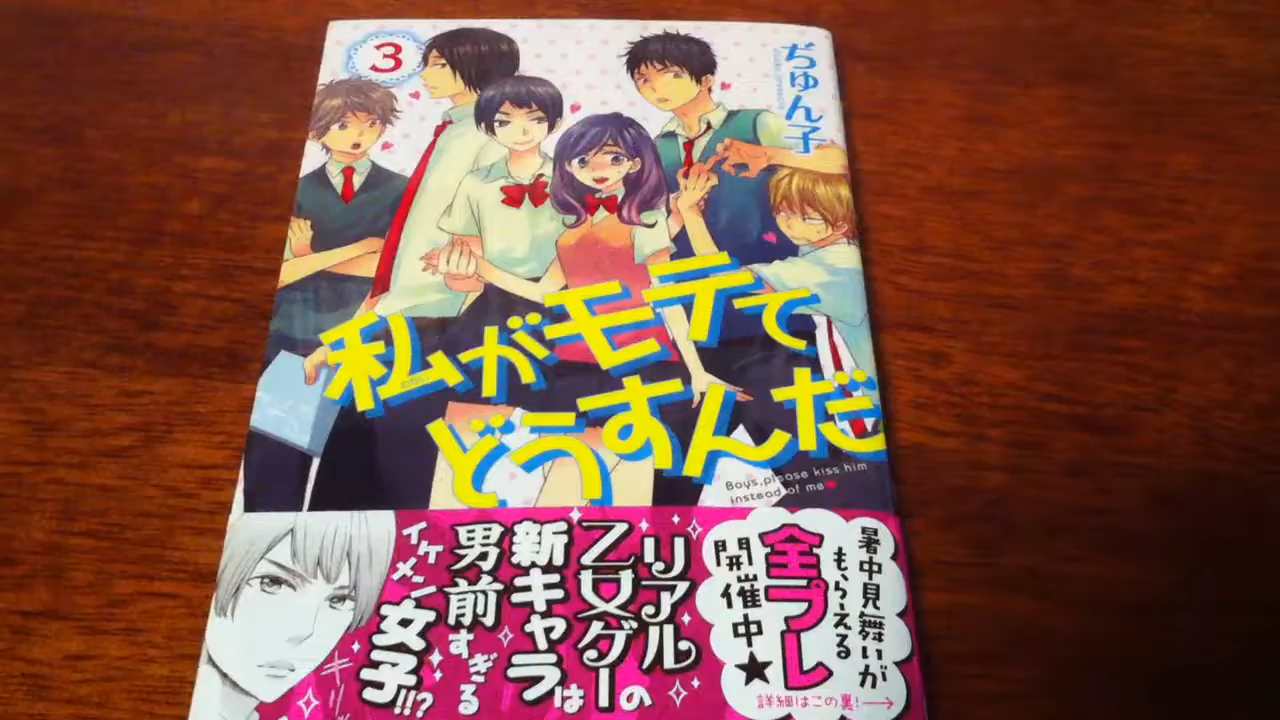 3
ぢゅん子
私がモテて
どうすんだ
Boys, please kiss him
instead of me
暑中見舞いが
もらえる
全プレ
開催中★
詳細はこの裏!→
リアル
乙女ゲーの
新キャラは
男前すぎる
イケメン女子!!?
キリッ